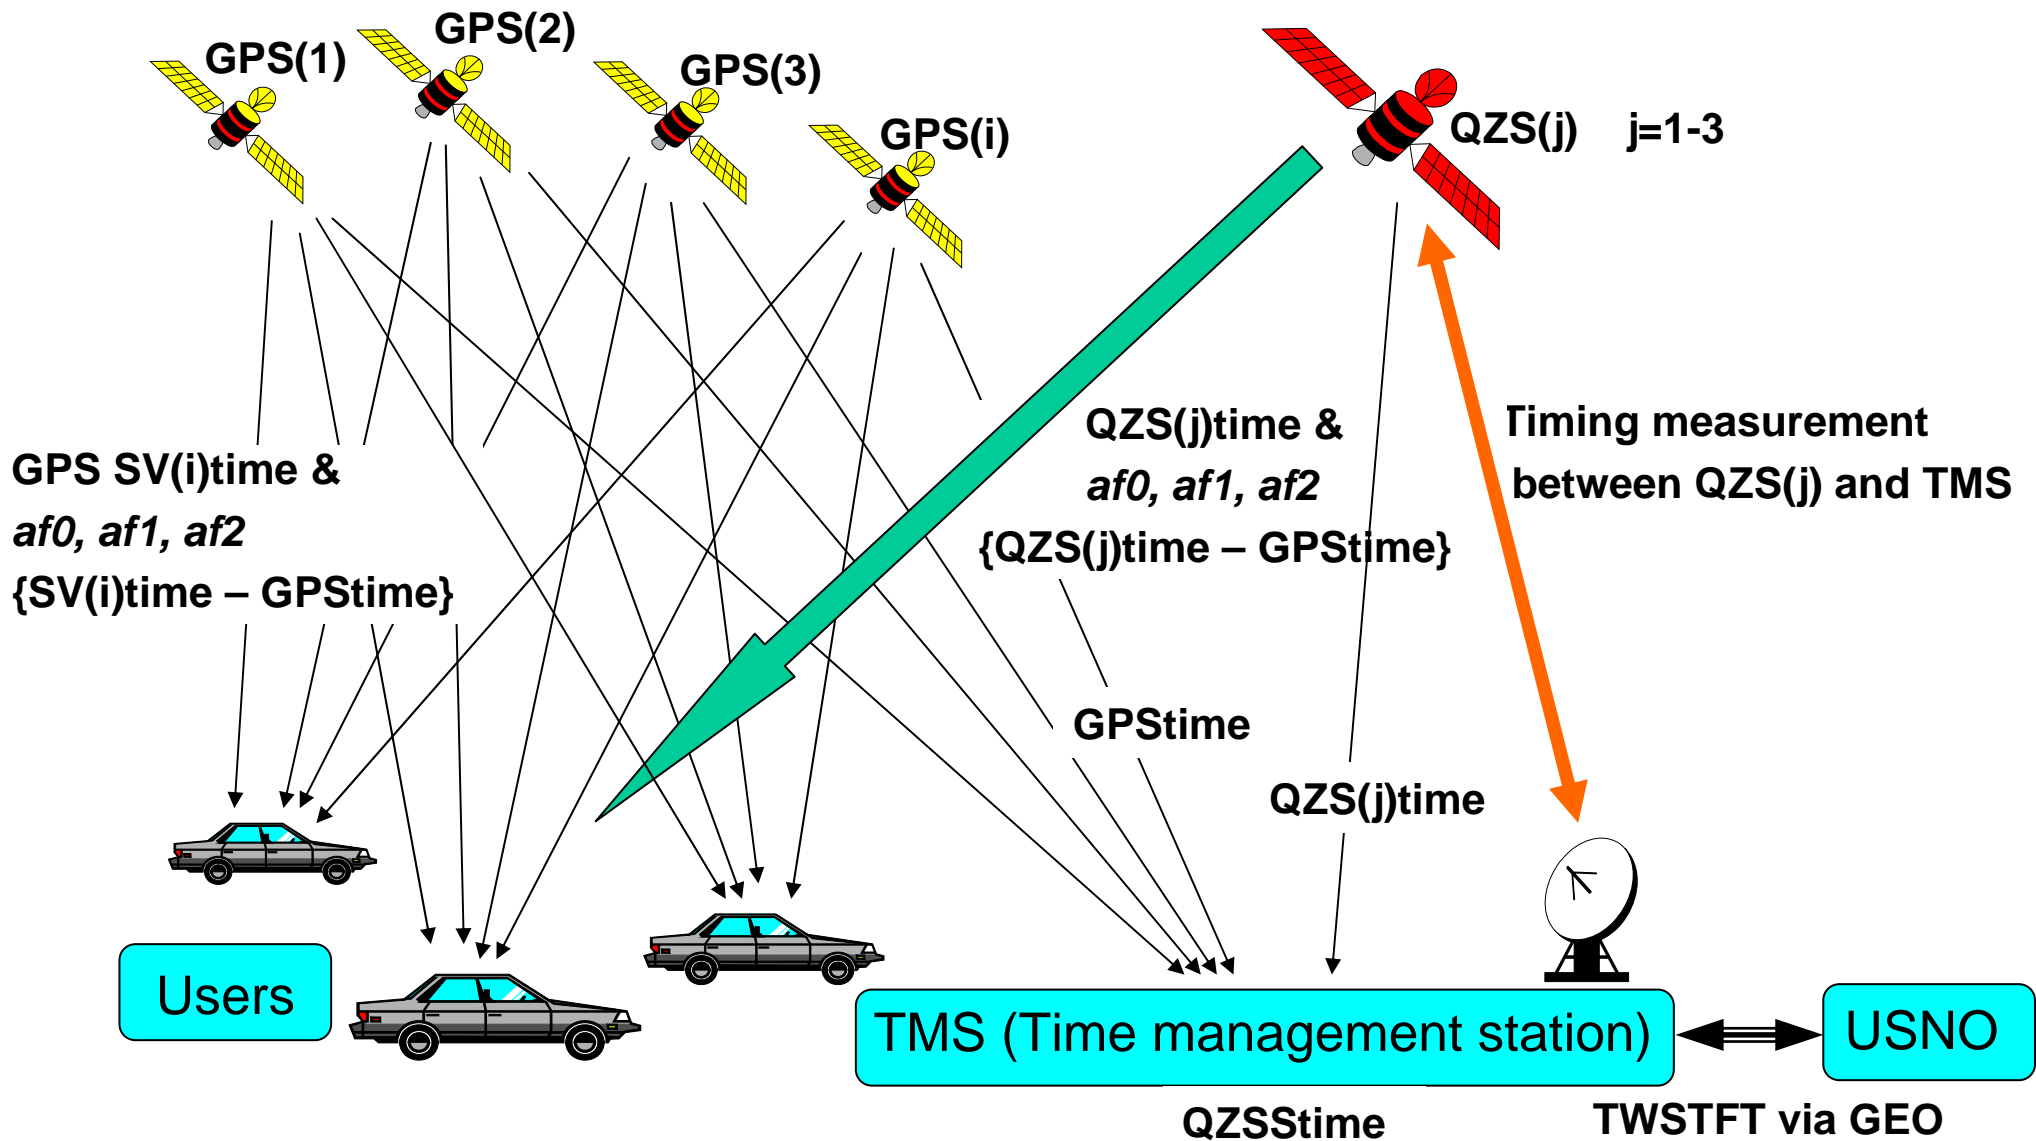 GPS(1)
GPS(2)
GPS(3)
GPS(i)
QZS(j) j=1-3
GPS SV(i)time &
af0, af1, af2
{SV(i)time – GPStime}
QZS(j)time &
af0, af1, af2
{QZS(j)time – GPStime}
Timing measurement
between QZS(j) and TMS
GPStime
QZS(j)time
Users
TMS (Time management station)
USNO
QZSStime
TWSTFT via GEO